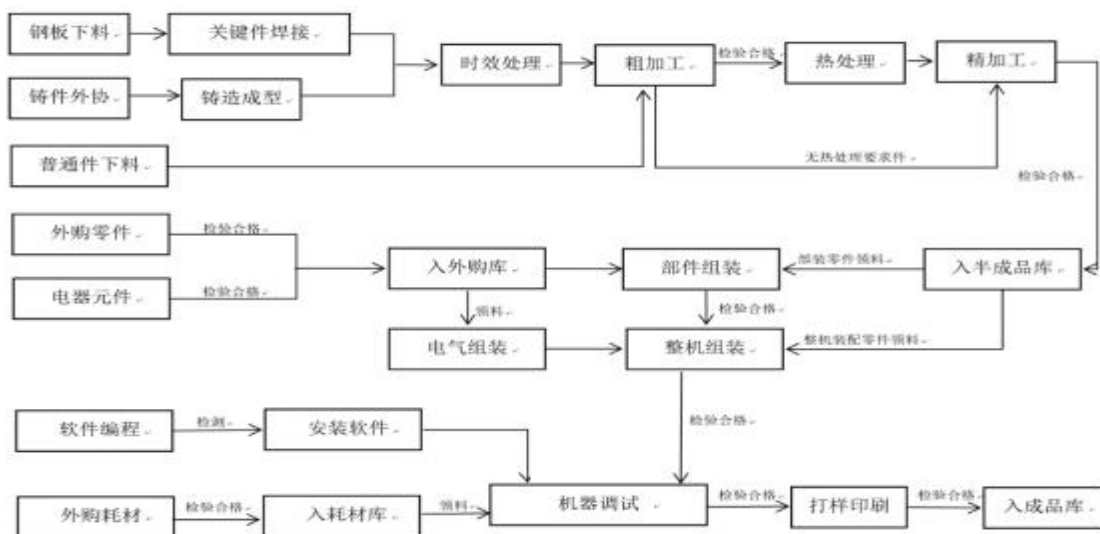 钢板下料
关键件焊接
时效处理
粗加工
检验合格
热处理
精加工
铸件外协
铸造成型
普通件下料
无热处理要求件
检验合格
外购零件
检验合格
入外购库
部件组装
部装零件领料
入半成品库
电器元件
检验合格
领料
检验合格
电气组装
整机组装
整机装配零件领料
软件编程
检测
安装软件
检验合格
外购耗材
检验合格
入耗材库
领料
机器调试
检验合格
打样印刷
检验合格
入成品库